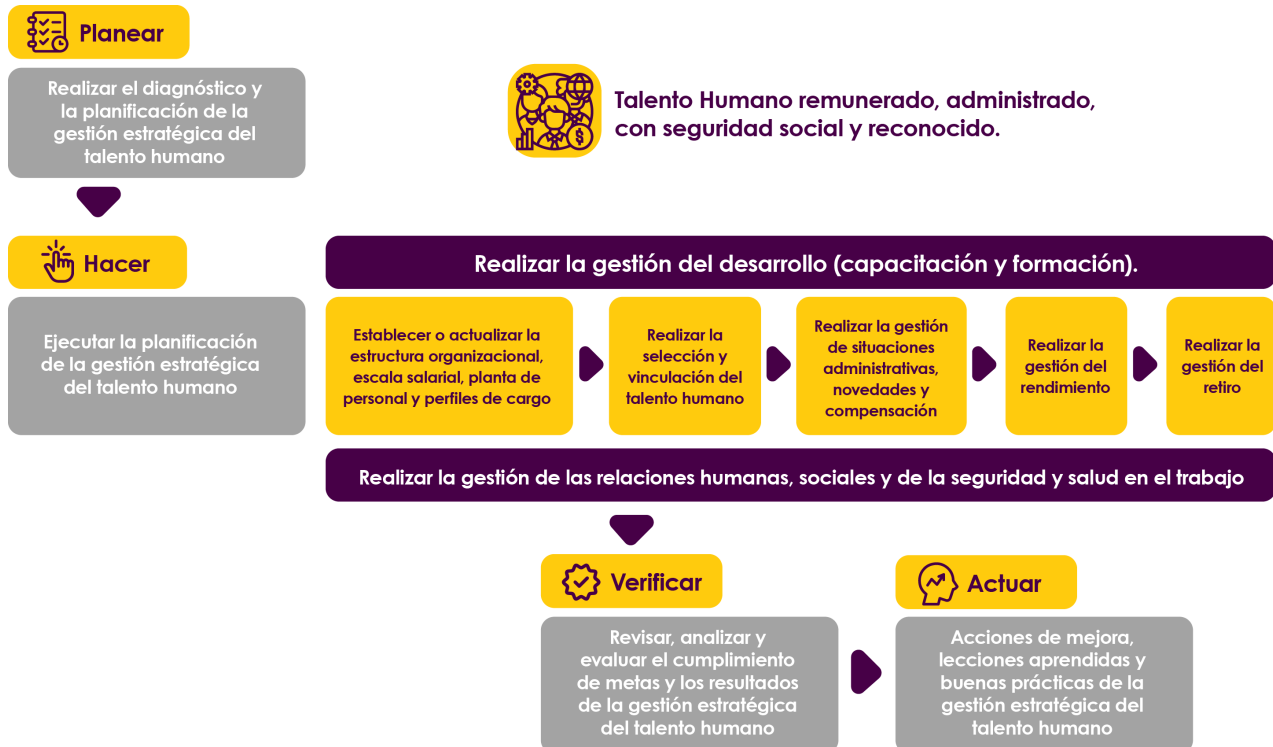 Planear
Realizar el diagnóstico y
la planificación de la
gestión estratégica del
talento humano
Talento Humano remunerado, administrado,
con seguridad social y reconocido.
Hacer
Ejecutar la planificación
de la gestión estratégica
del talento humano
Realizar la gestión del desarrollo (capacitación y formación).
Establecer o actualizar la
estructura organizacional,
escala salarial, planta de
personal y perfiles de cargo
Realizar la
selección y
vinculación del
talento humano
Realizar la gestión
de situaciones
administrativas,
novedades y
compensación
Realizar la
gestión del
rendimiento
Realizar la
gestión del
retiro
Realizar la gestión de las relaciones humanas, sociales y de la seguridad y salud en el trabajo
Verificar
Revisar, analizar y
evaluar el cumplimiento
de metas y los resultados
de la gestión estratégica
del talento humano
Actuar
Acciones de mejora,
lecciones aprendidas y
buenas prácticas de la
gestión estratégica del
talento humano